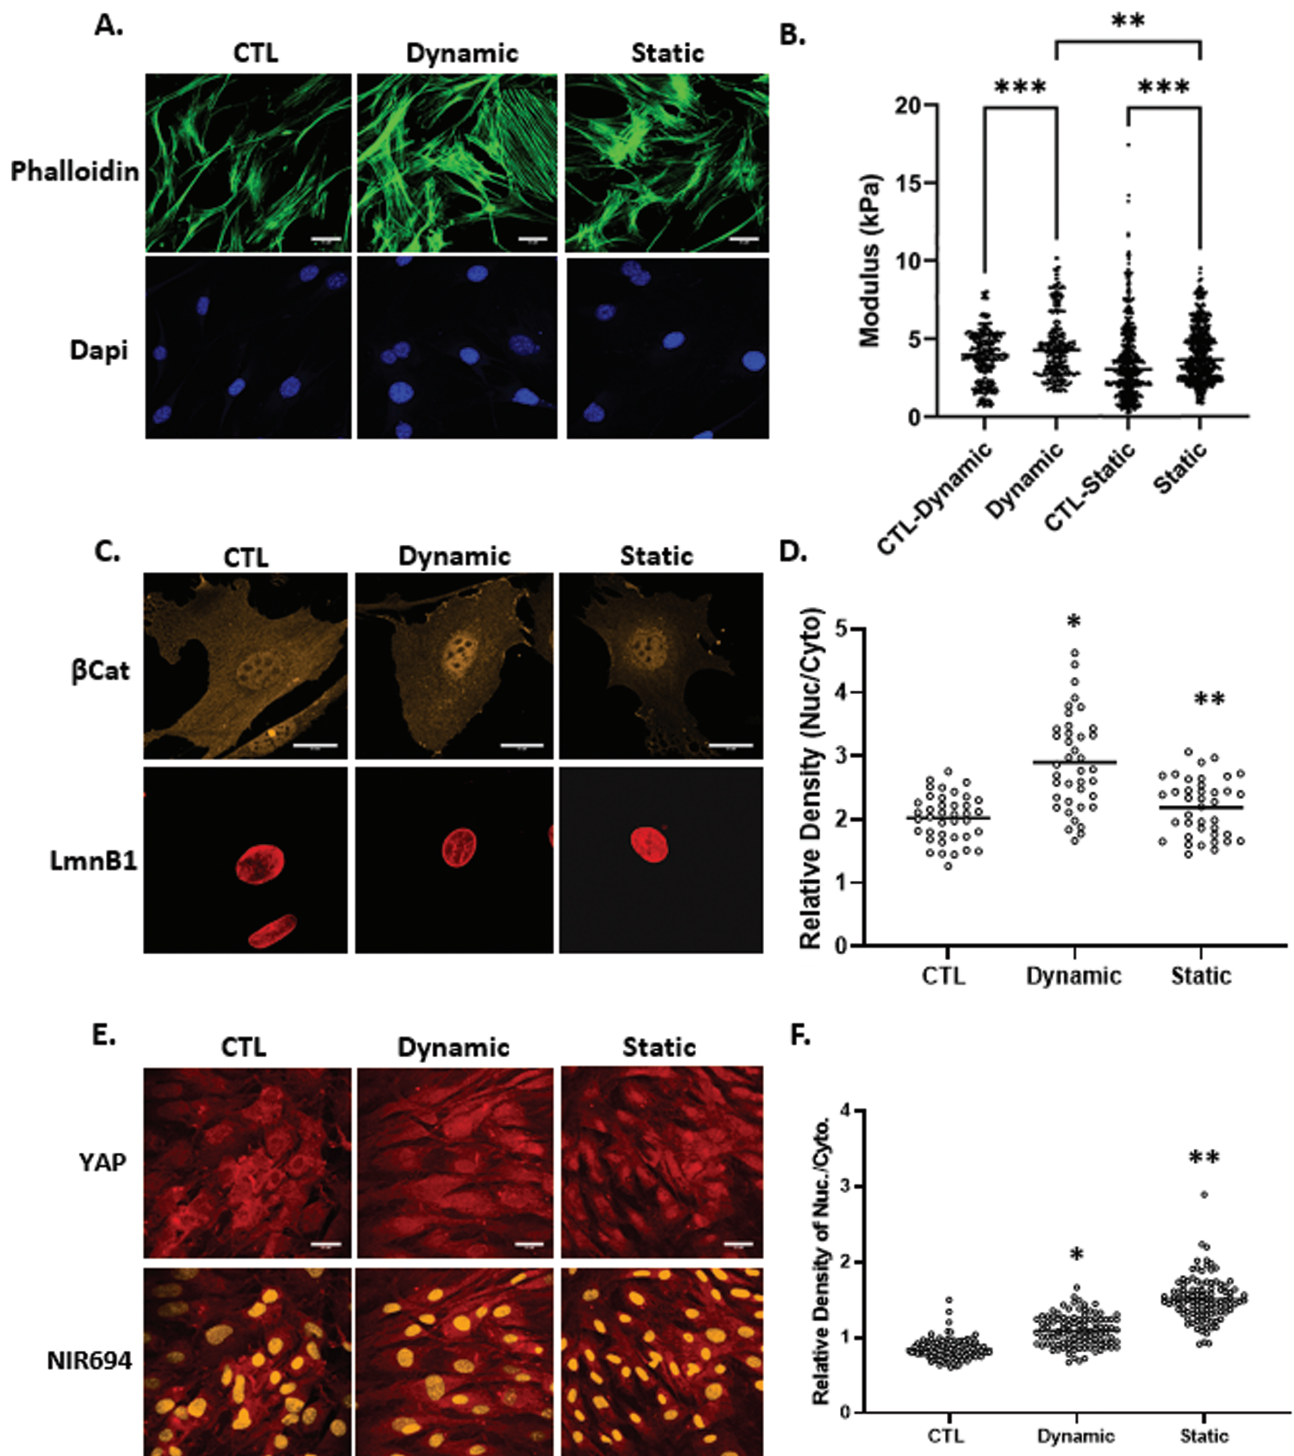 A.
CTL Dynamic Static
Phalloidin
Dapi
B.
**
*** ***
Modulus (kPa)
20
15
10
5
0
CTL-Dynamic
Dynamic
CTL-Static
Static
C.
CTL Dynamic Static
βCat
LmnB1
D.
Relative Density (Nuc/Cyto)
5
4
3
2
1
0
*
**
CTL Dynamic Static
E.
CTL Dynamic Static
YAP
NIR694
F.
Relative Density of Nuc./Cyto.
4
3
2
1
0
*
**
CTL Dynamic Static